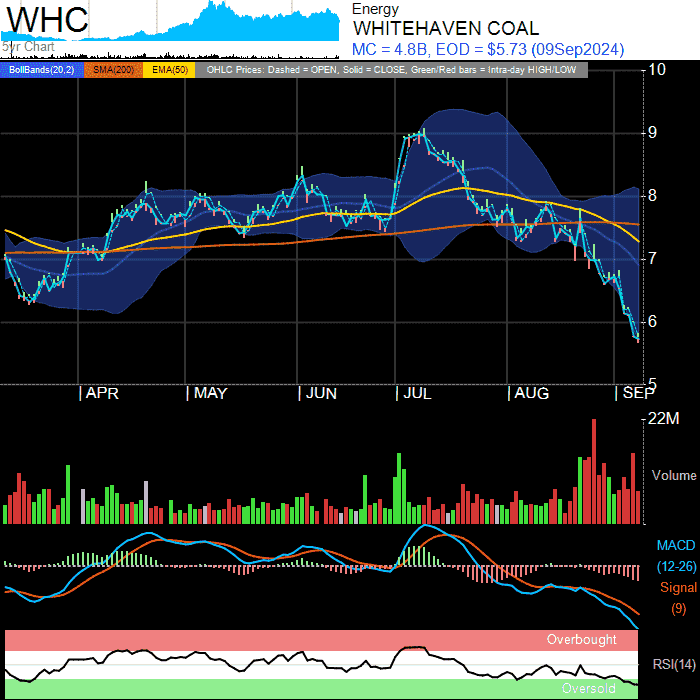 WHC
5yr Chart
Energy
WHITEHAVEN COAL
MC = 4.8B, EOD = $5.73 (09Sep2024)
BollBands(20,2) SMA(200) EMA(50) OHLC Prices: Dashed = OPEN, Solid = CLOSE, Green/Red bars = Intra-day HIGH/LOW
10
9
8
7
6
5
APR MAY JUN JUL AUG SEP
22M
Volume
MACD
(12-26)
Signal
(9)
Overbought
RSI(14)
Oversold